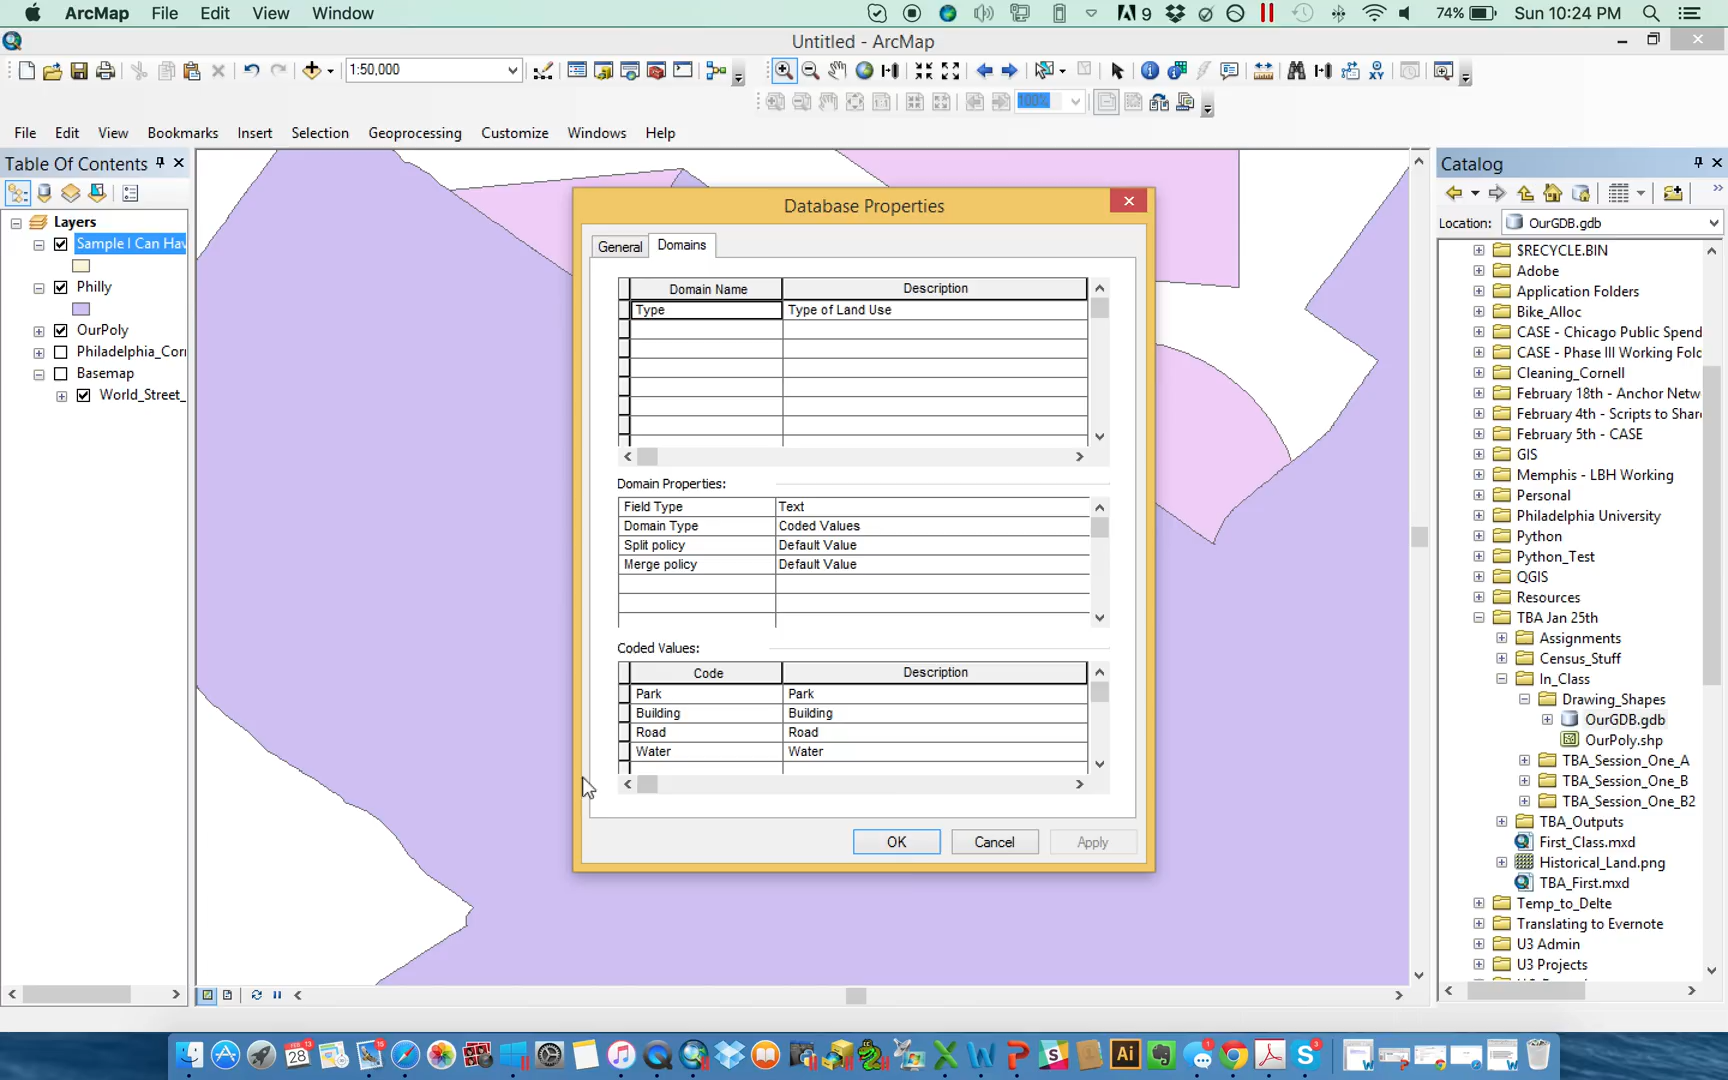 ArcMap File Edit View Window 9 74% Sun 10:24 PM
Untitled - ArcMap
1:50,000
100%
File Edit View Bookmarks Insert Selection Geoprocessing Customize Windows Help
Table Of Contents
Layers
Sample I Can Hav
Philly
OurPoly
Philadelphia_Cor
Basemap
World_Street_
Database Properties
General Domains
Domain Name Description
Type Type of Land Use
Domain Properties:
Field Type Text
Domain Type Coded Values
Split policy Default Value
Merge policy Default Value
Coded Values:
Code Description
Park Park
Building Building
Road Road
Water Water
OK Cancel Apply
Catalog
Location: OurGDB.gdb
$RECYCLE.BIN
Adobe
Application Folders
Bike_Alloc
CASE - Chicago Public Spend
CASE - Phase III Working Fold
Cleaning_Cornell
February 18th - Anchor Netw
February 4th - Scripts to Share
February 5th - CASE
GIS
Memphis - LBH Working
Personal
Philadelphia University
Python
Python_Test
QGIS
Resources
TBA Jan 25th
Assignments
Census_Stuff
In_Class
Drawing_Shapes
OurGDB.gdb
OurPoly.shp
TBA_Session_One_A
TBA_Session_One_B
TBA_Session_One_B2
TBA_Outputs
First_Class.mxd
Historical_Land.png
TBA_First.mxd
Temp_to_Delte
Translating to Evernote
U3 Admin
U3 Projects